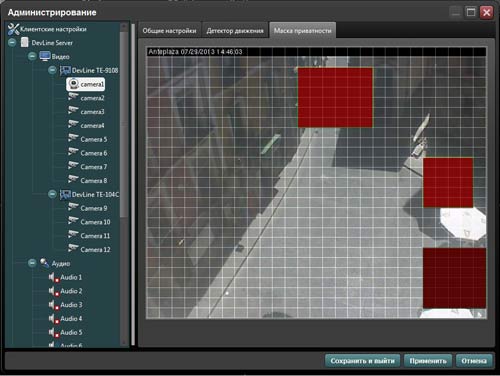 Администрирование
Клиентские настройки
DevLine Server
Видео
DevLine TE-9108
camera1
camera2
camera3
camera4
Camera 5
Camera 6
Camera 7
Camera 8
DevLine TE-104C
Camera 9
Camera 10
Camera 11
Camera 12
Аудио
Audio 1
Audio 2
Audio 3
Audio 4
Audio 5
Audio 6
Общие настройки
Детектор движения
Маска приватности
Antepiaza 07/29/2013 14:46:03
Сохранить и выйти
Применить
Отмена